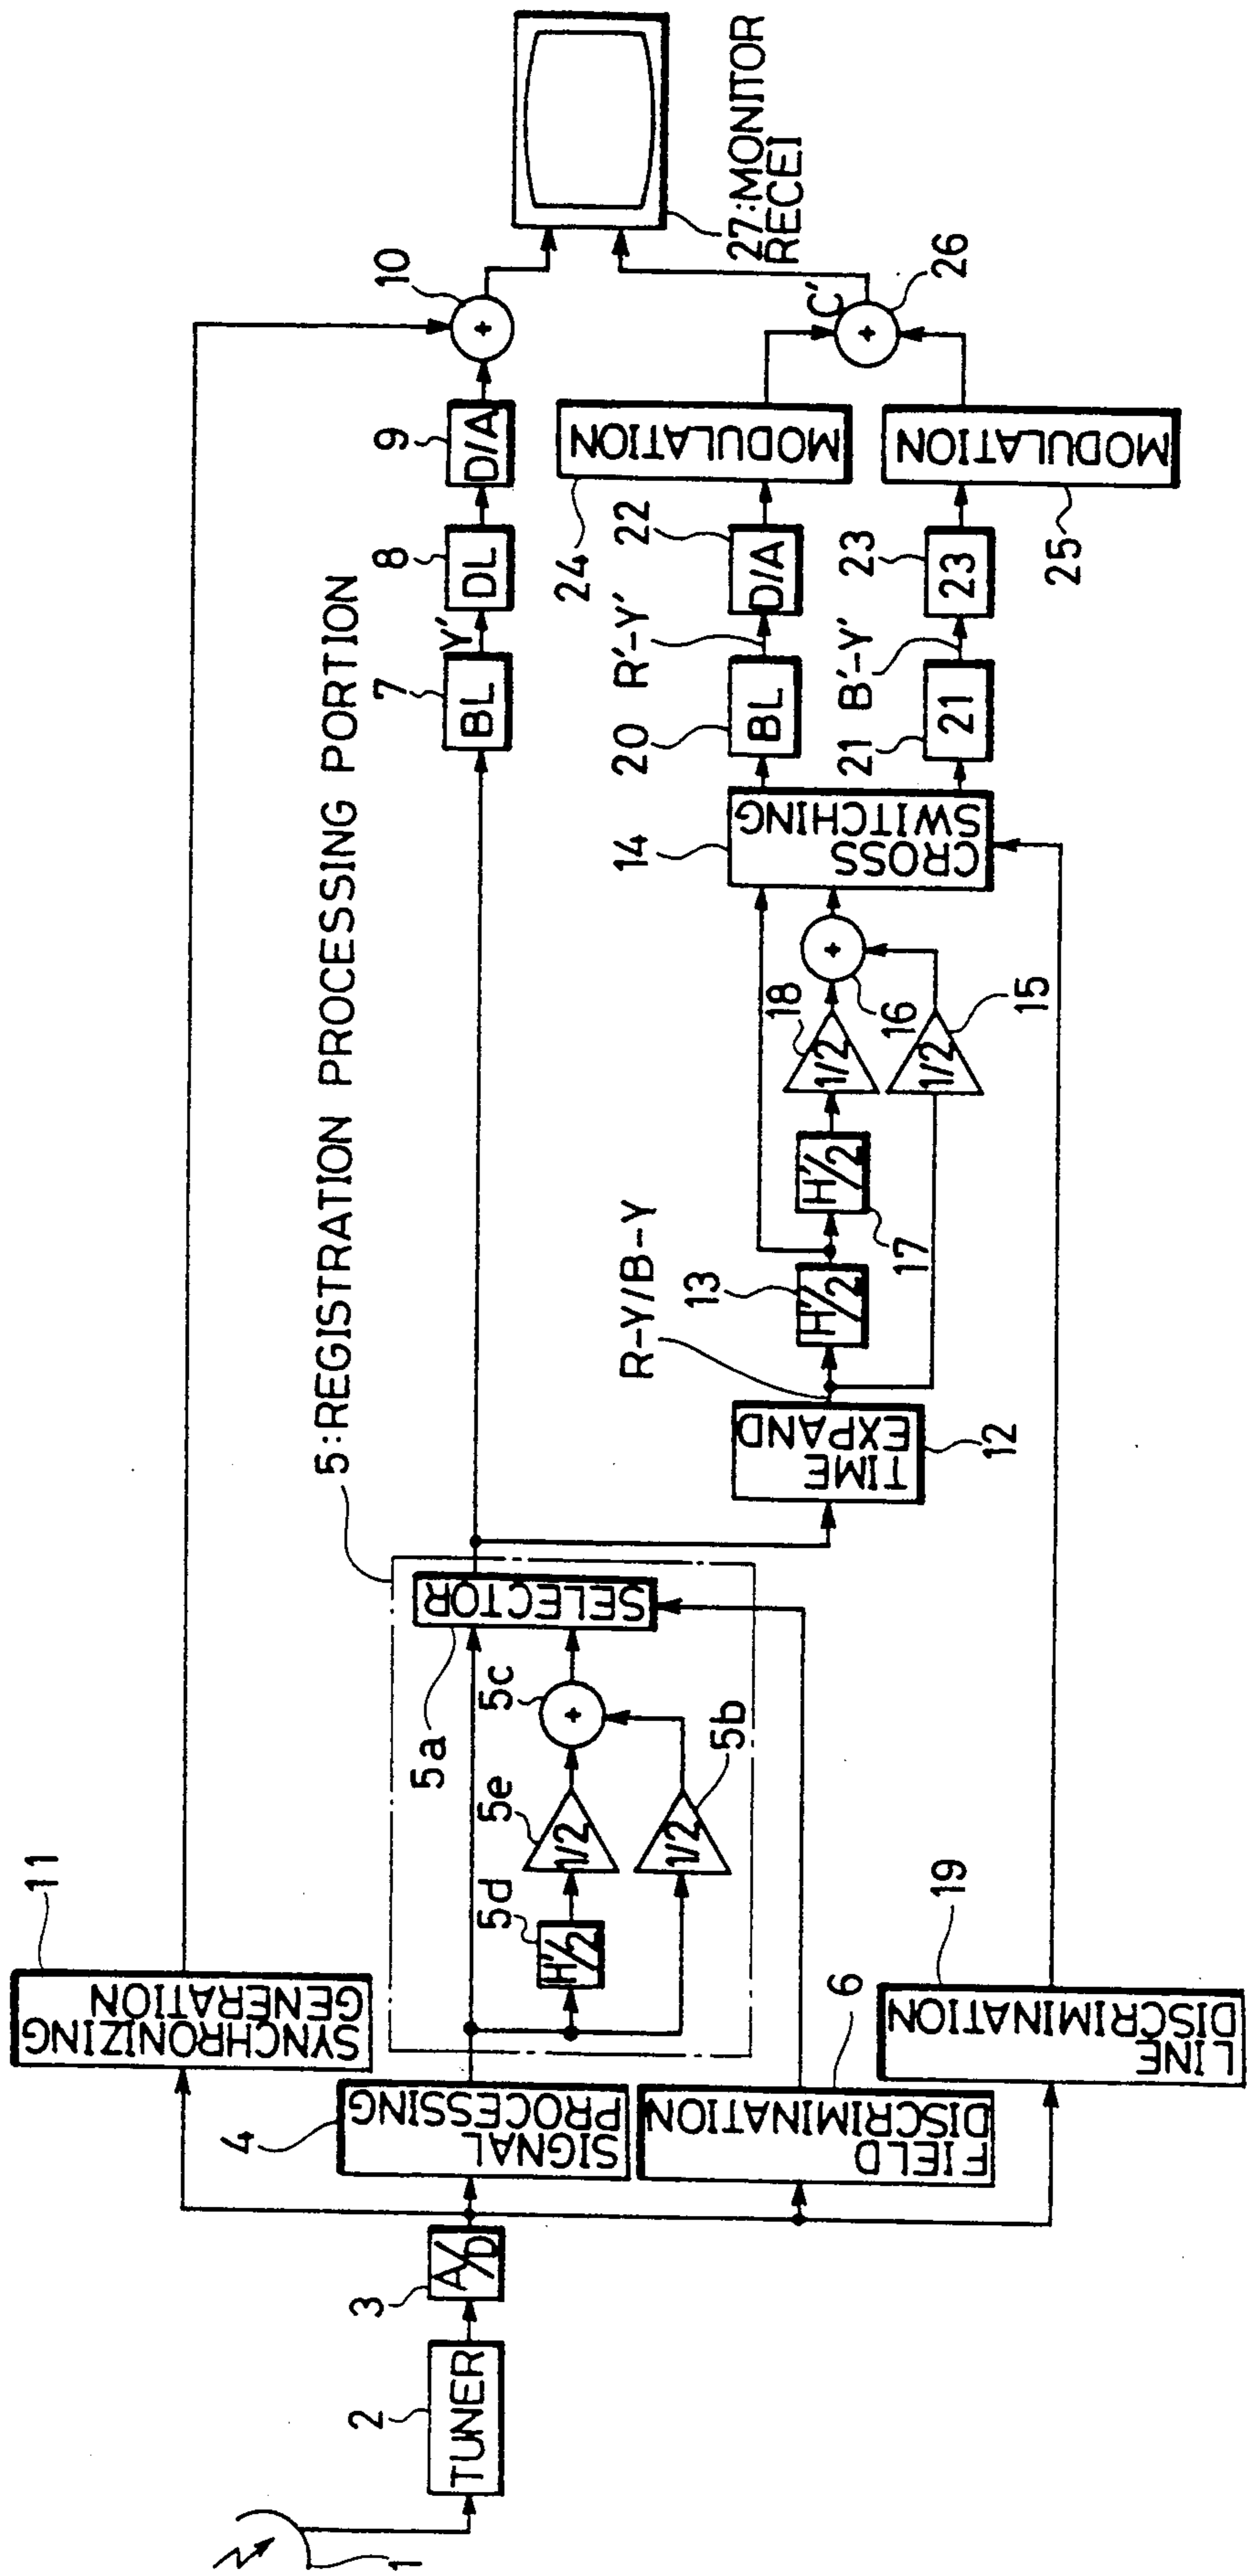 1
2
TUNER
3
A/D
4
SIGNAL
PROCESSING
11
SYNCHRONIZING
GENERATION
6
FIELD
DISCRIMINATION
19
LINE
DISCRIMINATION
5:REGISTRATION PROCESSING PORTION
5d
H'/2
5e
1/2
5b
1/2
5c
+
5a
SELECTOR
12
TIME
EXPAND
R-Y/B-Y
13
H'/2
17
H'/2
18
1/2
15
1/2
16
+
14
CROSS
SWITCHING
7
BL
Y'
8
DL
9
D/A
10
+
20
BL
R'-Y'
22
D/A
24
MODULATION
21
21
B'-Y'
23
23
25
MODULATION
C'
+
26
27:MONITOR
RECEI